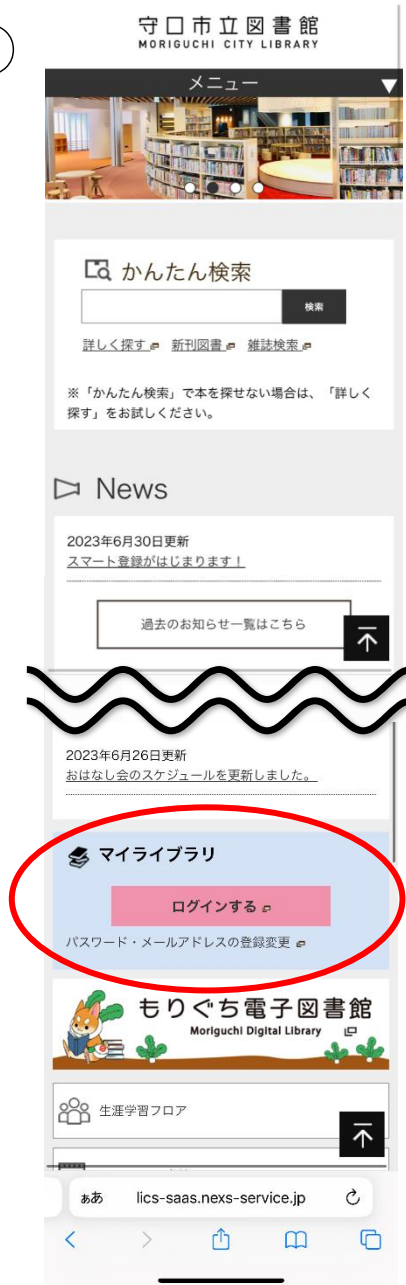 守口市立図書館
MORIGUCHI CITY LIBRARY
メニュー
かんたん検索
検索
詳しく探す 新刊図書 雑誌検索
※「かんたん検索」で本を探せない場合は、「詳しく
探す」をお試しください。
News
2023年6月30日更新
スマート登録がはじまります！
過去のお知らせ一覧はこちら
2023年6月26日更新
おはなし会のスケジュールを更新しました。
マイライブラリ
ログインする
パスワード・メールアドレスの登録変更
もりぐち電子図書館
Moriguchi Digital Library
生涯学習フロア
ぁあ lics-saas.nexs-service.jp